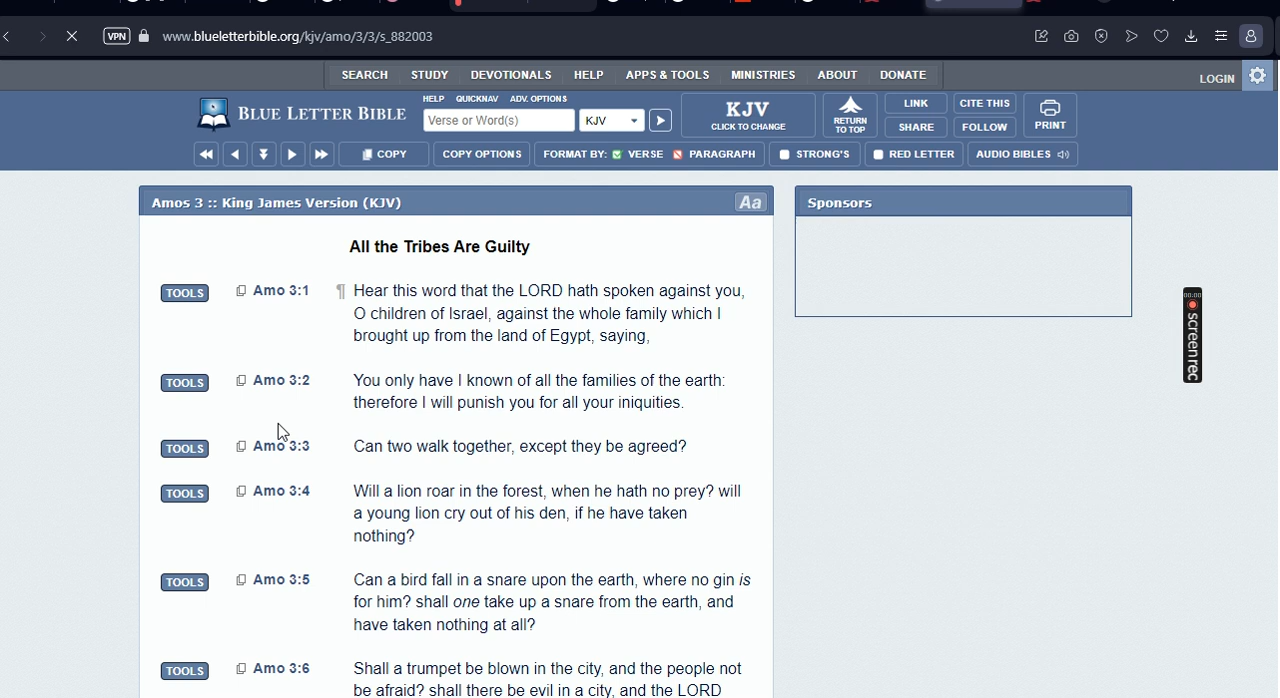 VPN www.blueletterbible.org/kjv/amo/3/3/s_882003
SEARCH STUDY DEVOTIONALS HELP APPS & TOOLS MINISTRIES ABOUT DONATE LOGIN
HELP QUICKNAV ADV. OPTIONS
BLUE LETTER BIBLE
Verse or Word(s) KJV
KJV
CLICK TO CHANGE
RETURN
TO TOP
LINK CITE THIS
SHARE FOLLOW
PRINT
COPY COPY OPTIONS FORMAT BY: VERSE PARAGRAPH STRONG'S RED LETTER AUDIO BIBLES
Amos 3 :: King James Version (KJV) Aa
Sponsors
All the Tribes Are Guilty
TOOLS Amo 3:1 ¶ Hear this word that the LORD hath spoken against you,
O children of Israel, against the whole family which I
brought up from the land of Egypt, saying,
TOOLS Amo 3:2 You only have I known of all the families of the earth:
therefore I will punish you for all your iniquities.
TOOLS Amo 3:3 Can two walk together, except they be agreed?
TOOLS Amo 3:4 Will a lion roar in the forest, when he hath no prey? will
a young lion cry out of his den, if he have taken
nothing?
TOOLS Amo 3:5 Can a bird fall in a snare upon the earth, where no gin is
for him? shall one take up a snare from the earth, and
have taken nothing at all?
TOOLS Amo 3:6 Shall a trumpet be blown in the city, and the people not
be afraid? shall there be evil in a city, and the LORD
00:00
screenrec